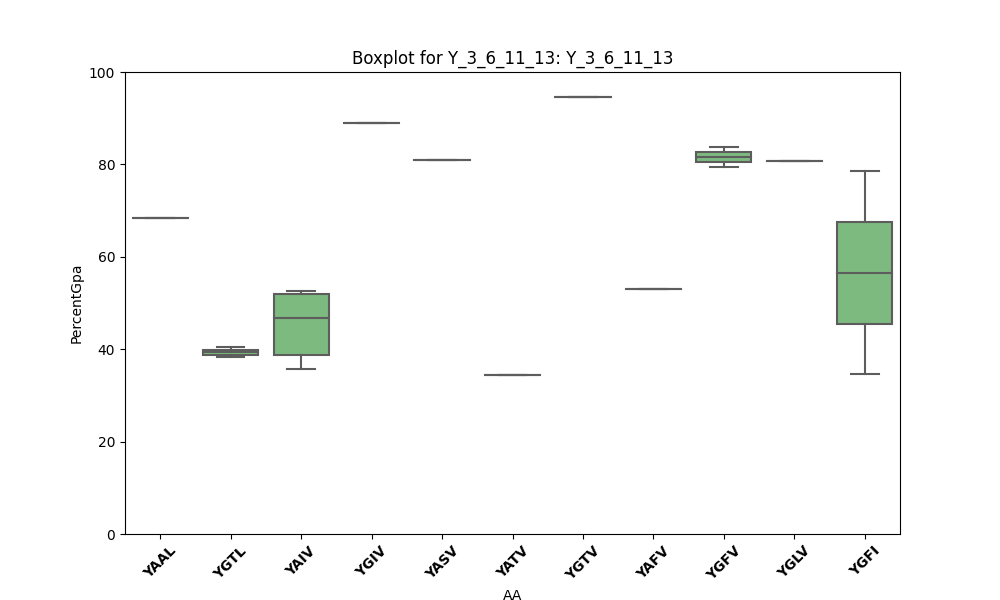 Boxplot for Y_3_6_11_13: Y_3_6_11_13
100
80
60
40
20
0
PercentGpa
YAAL YGTL YAIV YGIV YASV YATV YGTV YAFV YGFV YGLV YGFI
AA